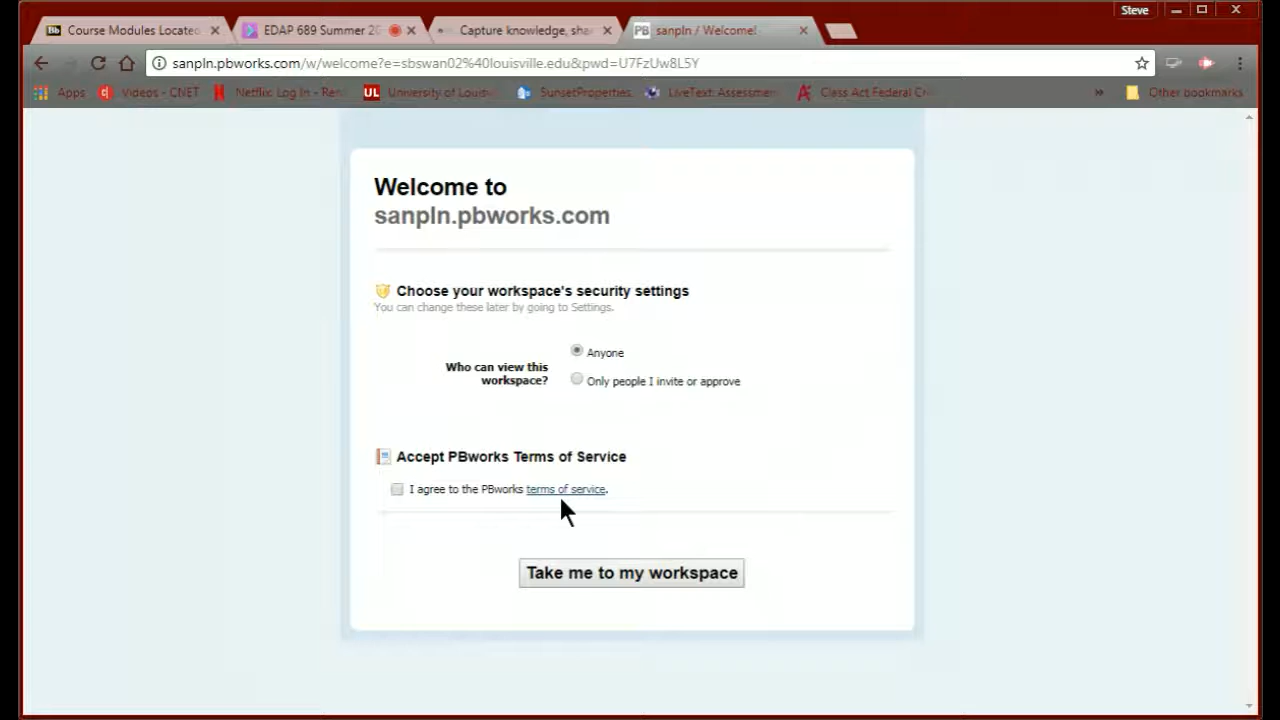 Steve
Course Modules Locate
EDAP 689 Summer 20
Capture knowledge, sha
PB sanpln / Welcome!
sanpln.pbworks.com/w/welcome?e=sbswan02%40louisville.edu&pwd=U7FzUw8L5Y
Apps
Videos - CNET
Netflix: Log In - Ren
UL University of Louisv
SunsetProperties.
LiveText: Assessmen
Class Act Federal Cr
»
Other bookmarks
Welcome to
sanpln.pbworks.com
Choose your workspace's security settings
You can change these later by going to Settings.
Who can view this
workspace?
Anyone
Only people I invite or approve
Accept PBworks Terms of Service
I agree to the PBworks terms of service.
Take me to my workspace